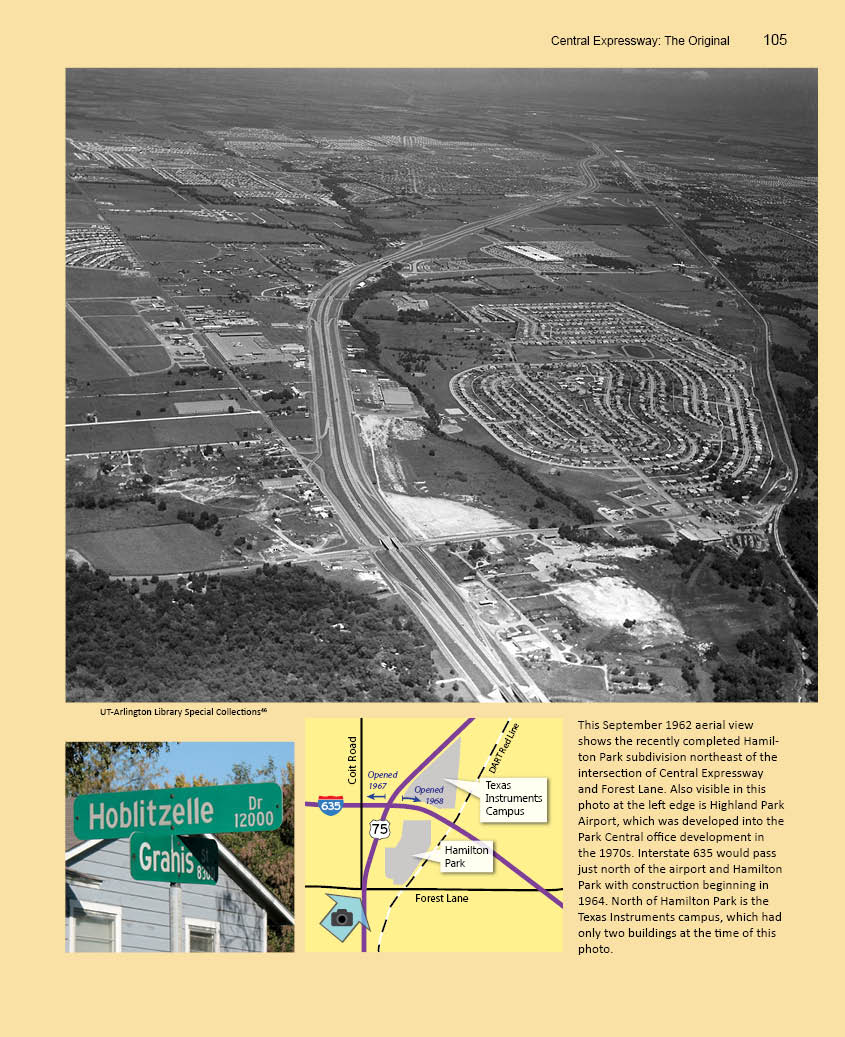 Central Expressway: The Original 105
UT-Arlington Library Special Collections
Hoblitzelle Dr
12000
Grahis St
Coit Road
Opened
1967
Opened
1968
635
75
DART Red Line
Texas
Instruments
Campus
Hamilton
Park
Forest Lane
This September 1962 aerial view
shows the recently completed Hamil-
ton Park subdivision northeast of the
intersection of Central Expressway
and Forest Lane. Also visible in this
photo at the left edge is Highland Park
Airport, which was developed into the
Park Central office development in
the 1970s. Interstate 635 would pass
just north of the airport and Hamilton
Park with construction beginning in
1964. North of Hamilton Park is the
Texas Instruments campus, which had
only two buildings at the time of this
photo.